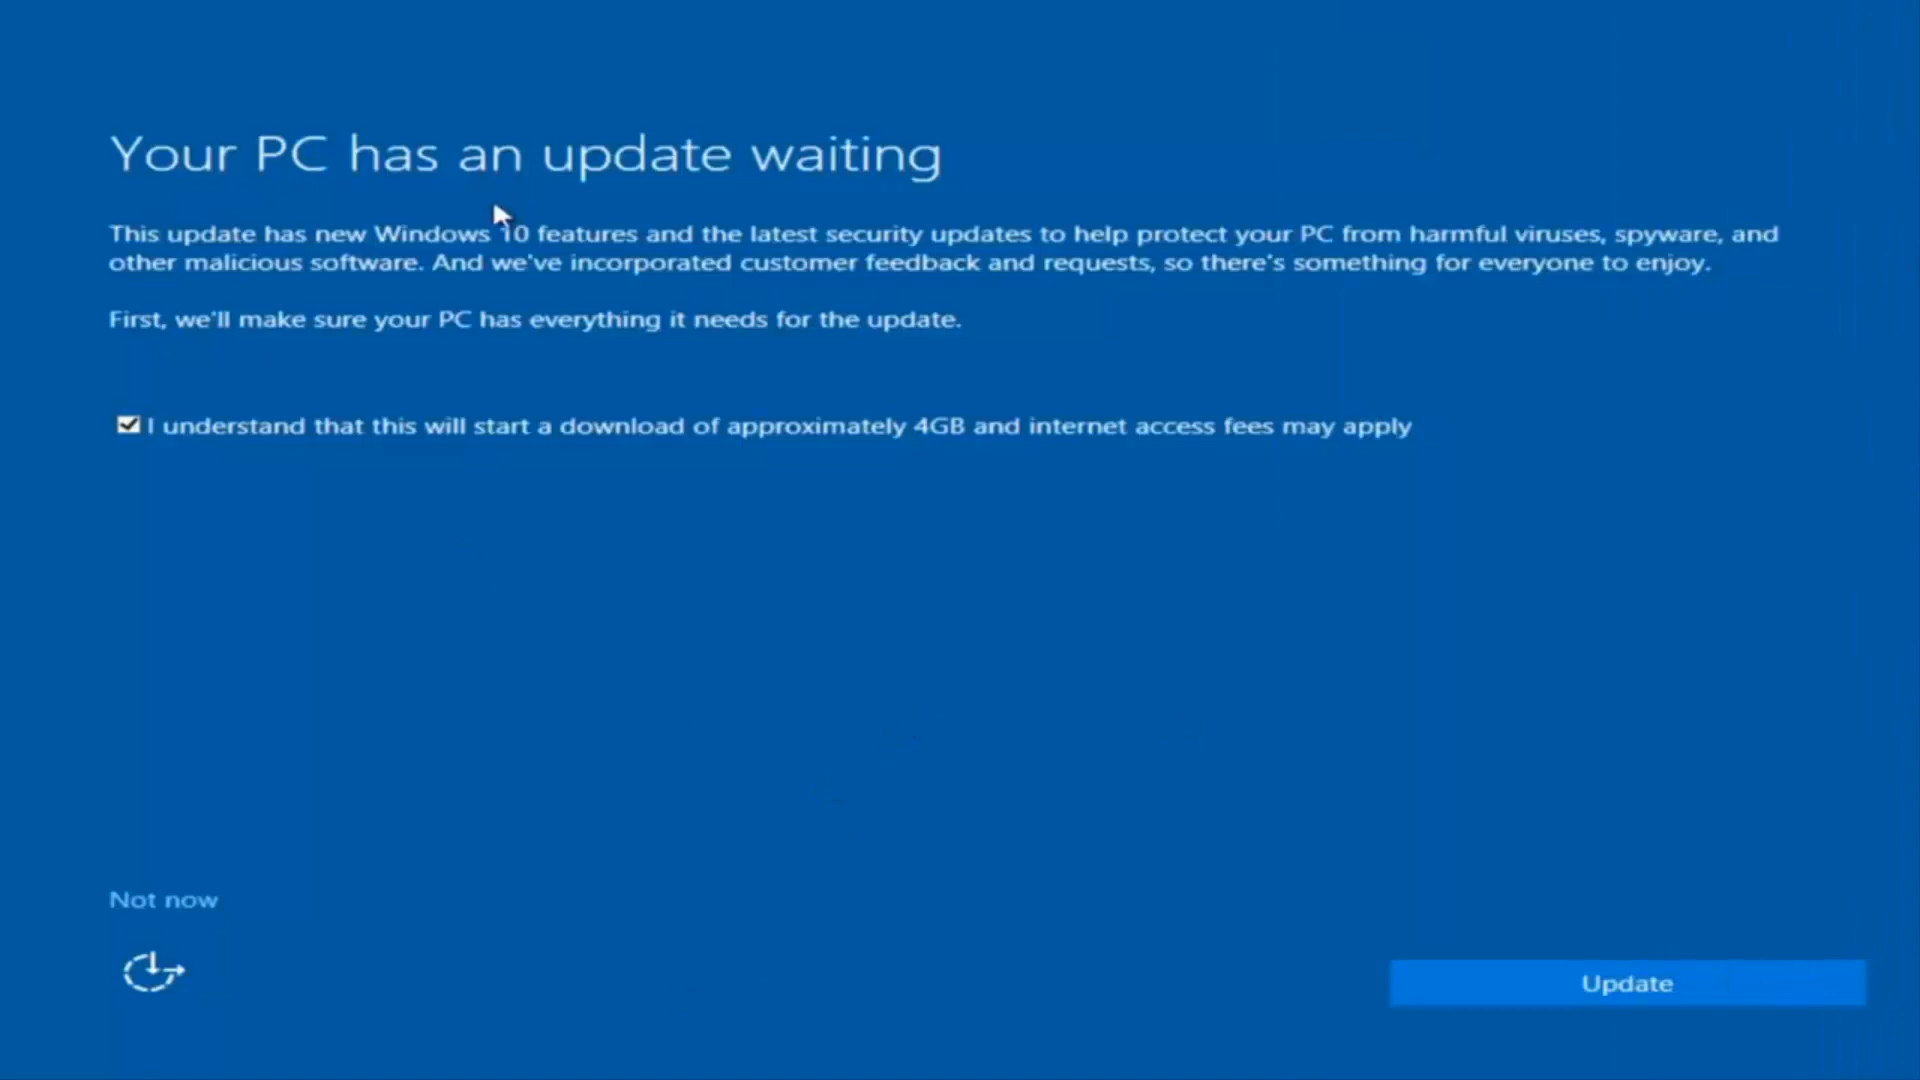 Your PC has an update waiting
This update has new Windows 10 features and the latest security updates to help protect your PC from harmful viruses, spyware, and
other malicious software. And we've incorporated customer feedback and requests, so there's something for everyone to enjoy.
First, we'll make sure your PC has everything it needs for the update.
I understand that this will start a download of approximately 4GB and internet access fees may apply
Not now
Update